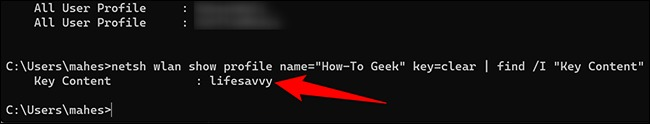 All User Profile     :
All User Profile     :
C:\Users\mahes>netsh wlan show profile name="How-To Geek" key=clear | find /I "Key Content"
Key Content            : lifesavvy
C:\Users\mahes>